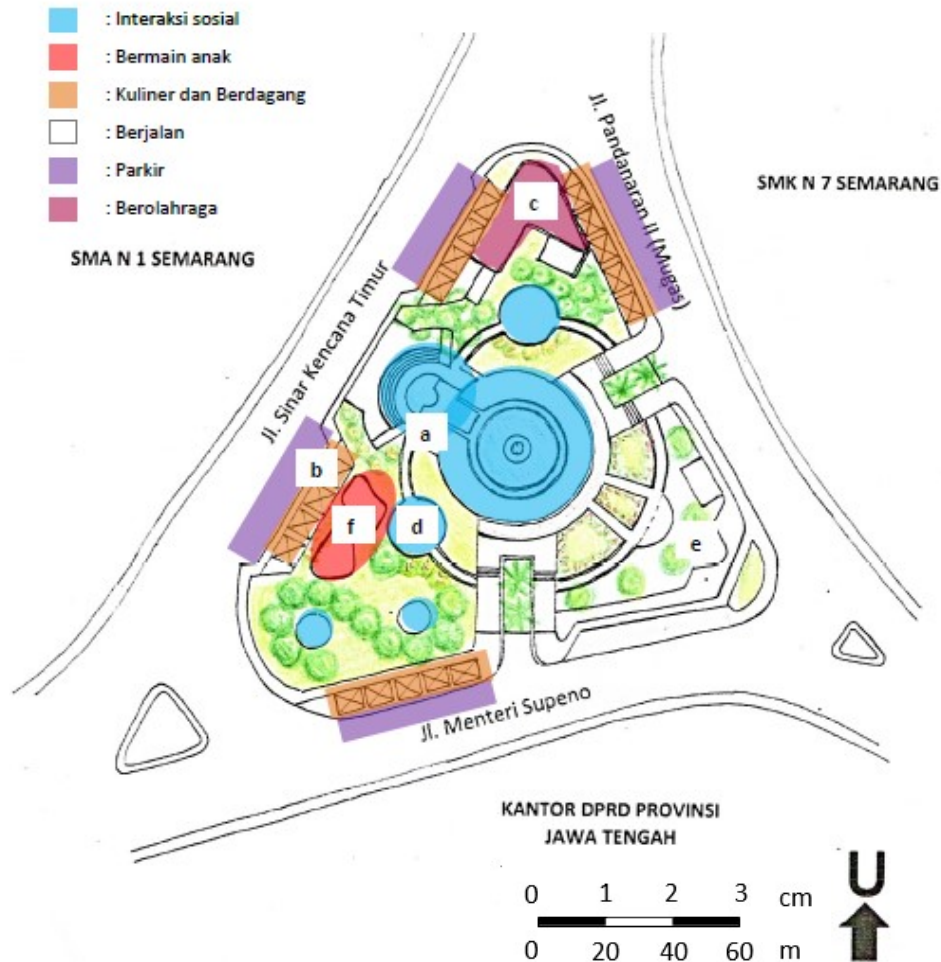 : Interaksi sosial
: Bermain anak
: Kuliner dan Berdagang
: Berjalan
: Parkir
: Berolahraga
SMA N 1 SEMARANG
Jl. Pandanaran II (Mugas)
SMK N 7 SEMARANG
Jl. Sinar Kencana Timur
c
a
b
f
d
e
Jl. Menteri Supeno
KANTOR DPRD PROVINSI
JAWA TENGAH
0 1 2 3 cm
0 20 40 60 m
U